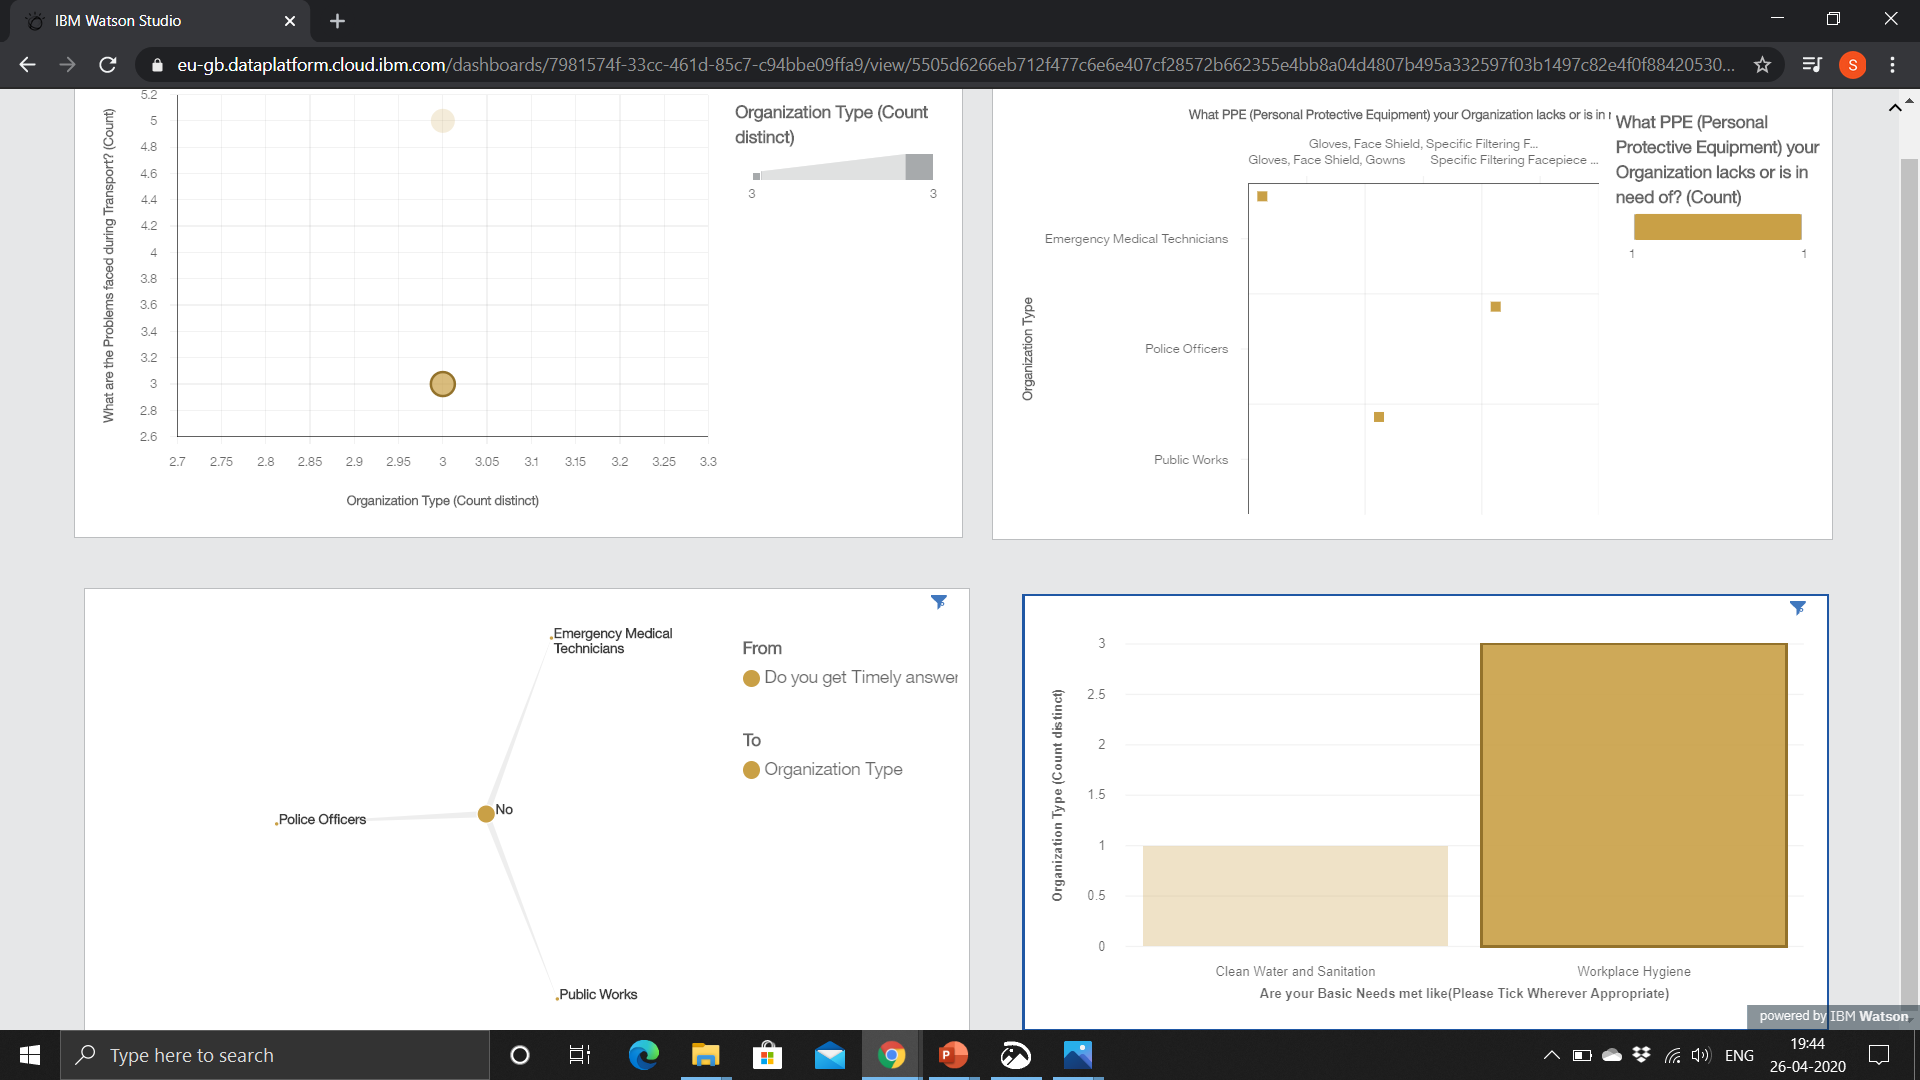 IBM Watson Studio
eu-gb.dataplatform.cloud.ibm.com/dashboards/7981574f-33cc-461d-85c7-c94bbe09ffa9/view/5505d6266eb712f477c6e6e407cf28572b662355e4bb8a04d4807b495a332597f03b1497c82e4f0f88420530...
S
What are the Problems faced during Transport? (Count)
5.2
5
4.8
4.6
4.4
4.2
4
3.8
3.6
3.4
3.2
3
2.8
2.6
2.7 2.75 2.8 2.85 2.9 2.95 3 3.05 3.1 3.15 3.2 3.25 3.3
Organization Type (Count distinct)
Organization Type (Count
distinct)
3 3
What PPE (Personal Protective Equipment) your Organization lacks or is in
Gloves, Face Shield, Specific Filtering F...
Gloves, Face Shield, Gowns Specific Filtering Facepiece ...
Organization Type
Emergency Medical Technicians
Police Officers
Public Works
What PPE (Personal
Protective Equipment) your
Organization lacks or is in
need of? (Count)
1 1
Emergency Medical
Technicians
Police Officers
No
Public Works
From
Do you get Timely answer
To
Organization Type
Organization Type (Count distinct)
3
2.5
2
1.5
1
0.5
0
Clean Water and Sanitation Workplace Hygiene
Are your Basic Needs met like(Please Tick Wherever Appropriate)
powered by IBM Watson
Type here to search
P
ENG
19:44
26-04-2020